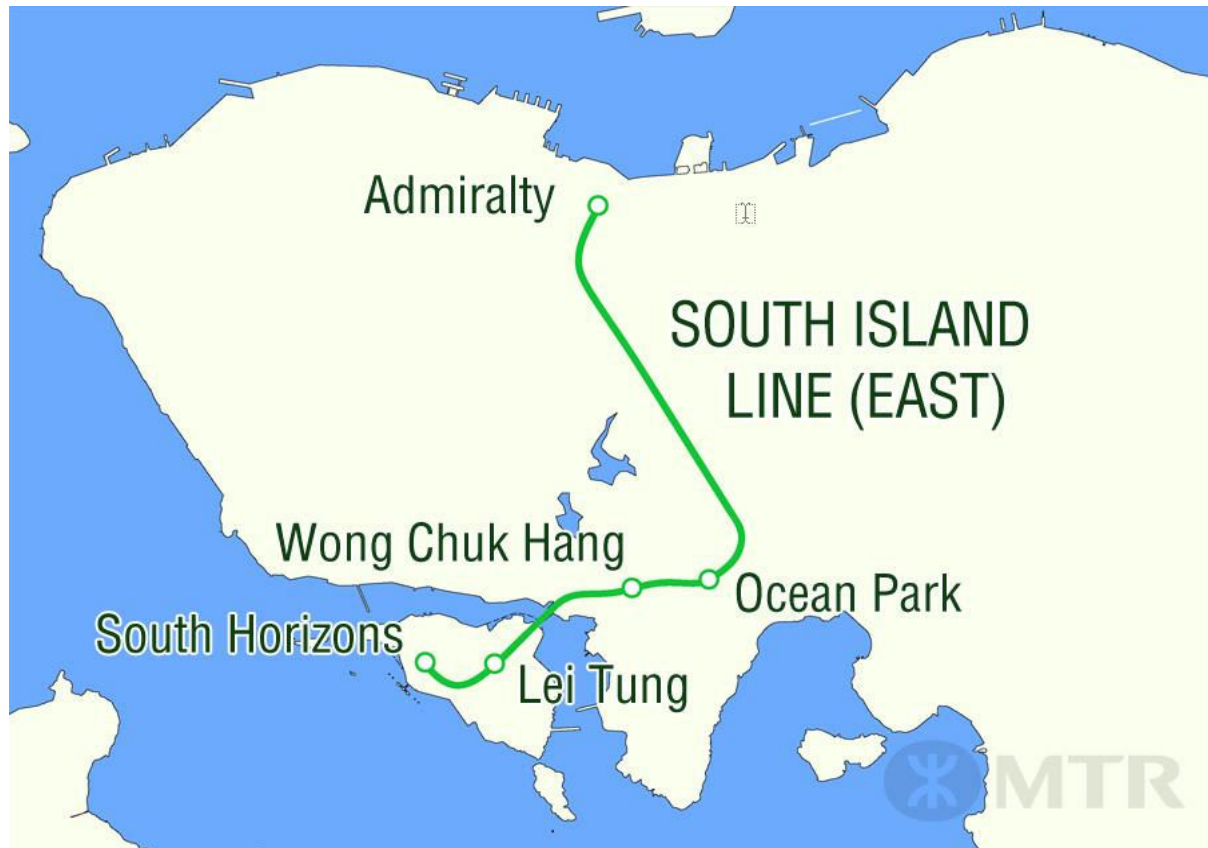 Admiralty
SOUTH ISLAND
LINE (EAST)
Wong Chuk Hang
Ocean Park
South Horizons
Lei Tung
MTR